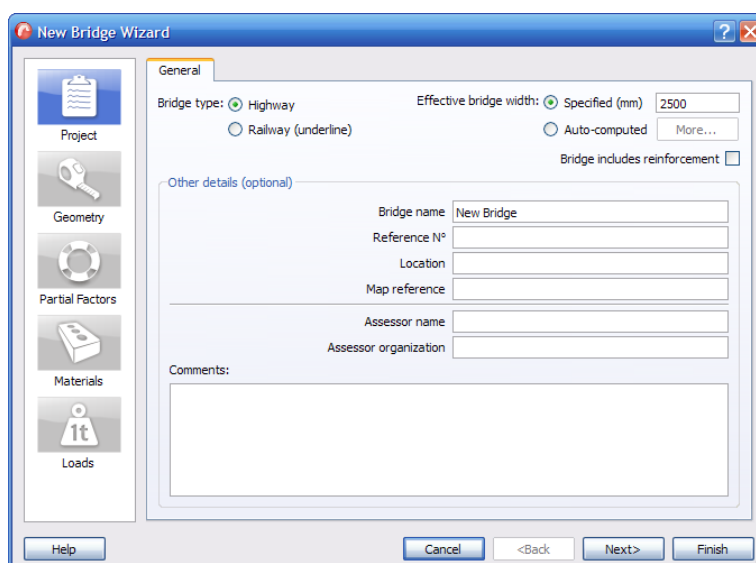 New Bridge Wizard
General
Bridge type: Highway
Railway (underline)
Effective bridge width: Specified (mm) 2500
Auto-computed More...
Bridge includes reinforcement
Project
Geometry
Partial Factors
Materials
1t
Loads
Other details (optional)
Bridge name New Bridge
Reference N°
Location
Map reference
Assessor name
Assessor organization
Comments:
Help
Cancel
<Back
Next>
Finish